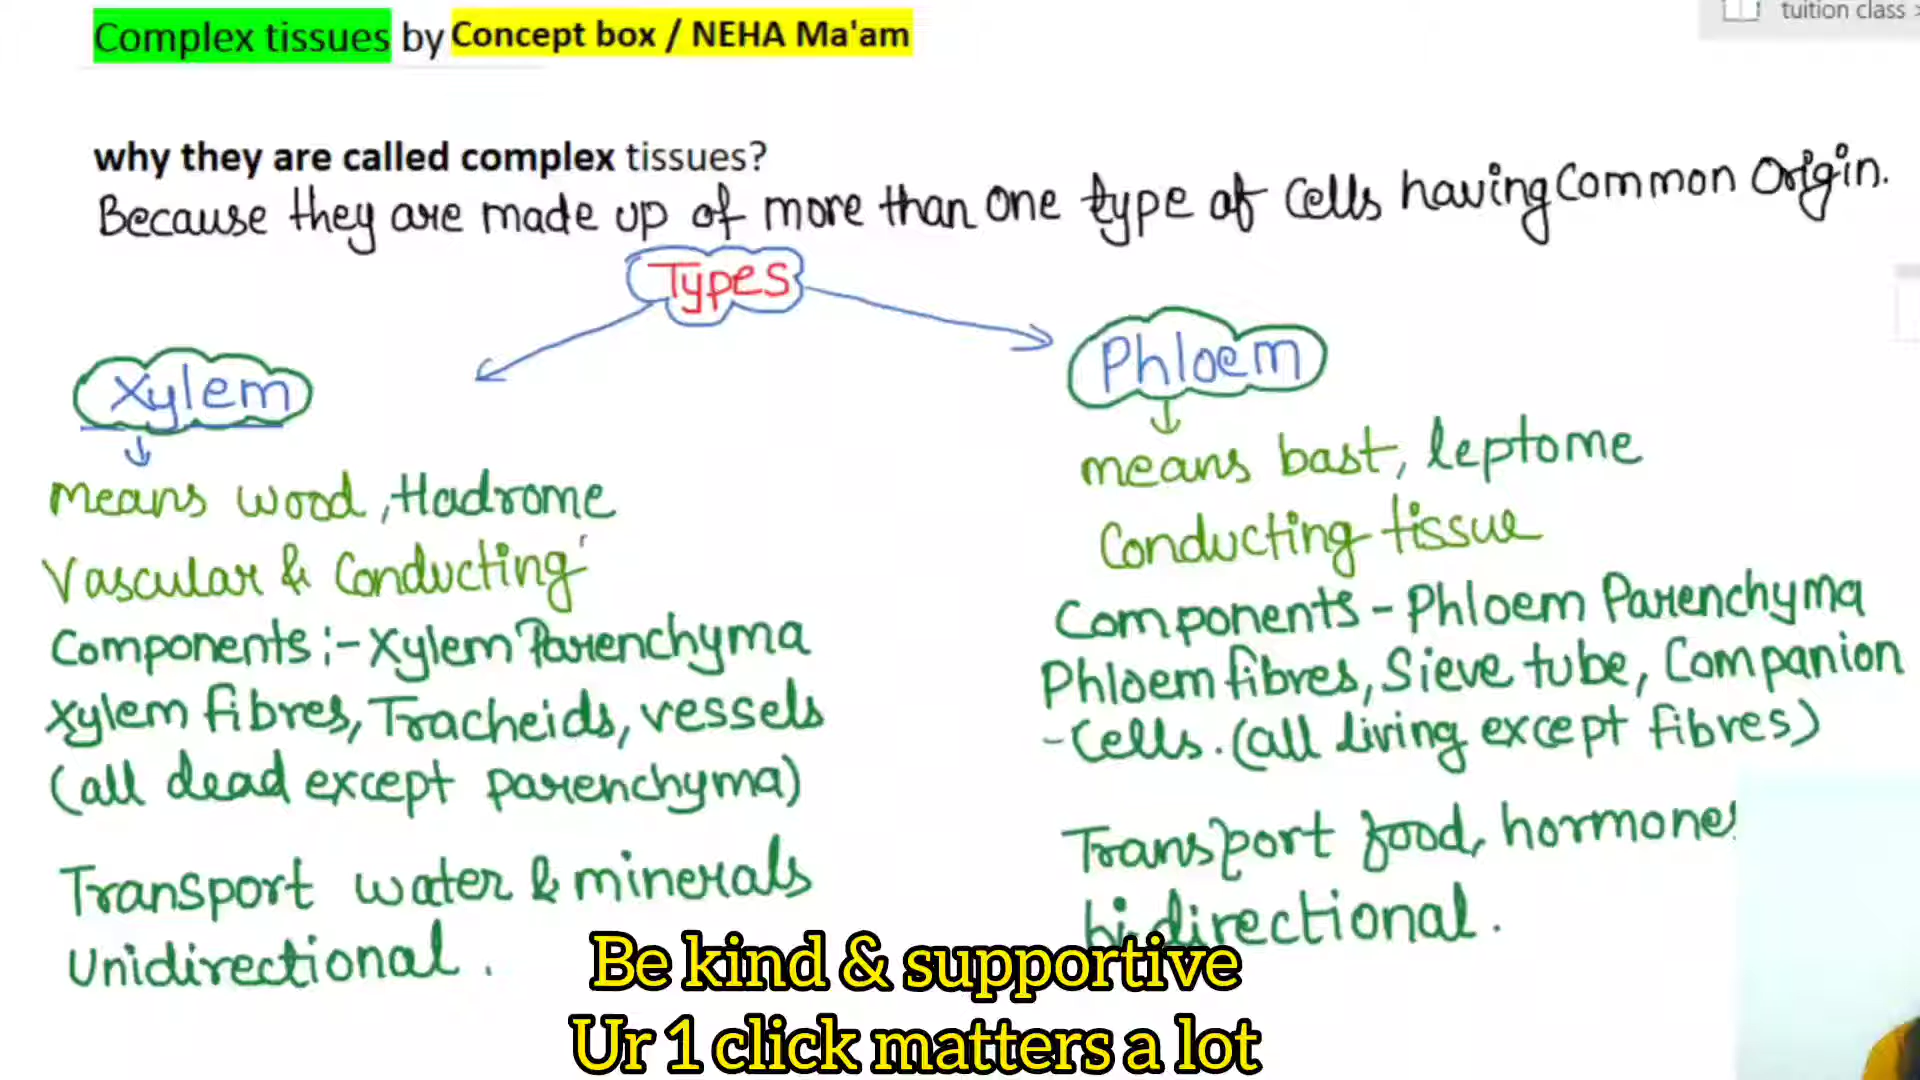 Complex tissues by Concept box / NEHA Ma'am
tuition class
why they are called complex tissues?
Because they are made up of more than one type of cells having common origin.
Types
Xylem
means wood, Hadrome
Vascular & Conducting
Components :- Xylem Parenchyma
Xylem fibres, Tracheids, vessels
(all dead except parenchyma)
Transport water & minerals
Unidirectional.
Phloem
means bast, leptome
Conducting tissue
Components - Phloem Parenchyma
Phloem fibres, Sieve tube, Companion
-Cells. (all living except fibres)
Transport food, hormones
bidirectional.
Be kind & supportive
Ur 1 click matters a lot